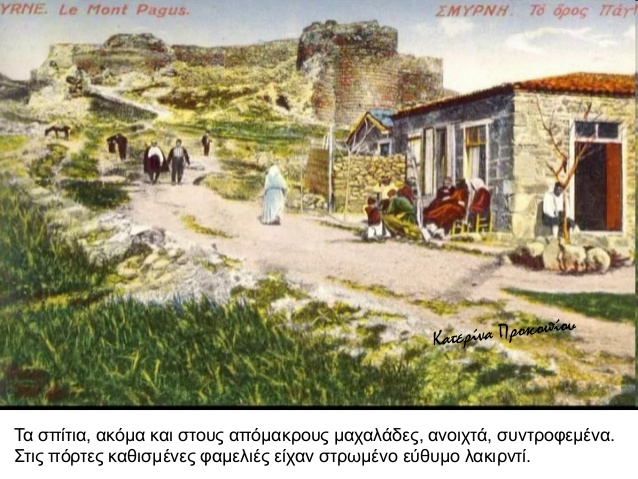 YRNE. Le Mont Pagus.
ΣΜΥΡΝΗ. Τό ὄρος Πάγ
Κατερίνα Προκοπίου
Τα σπίτια, ακόμα και στους απόμακρους μαχαλάδες, ανοιχτά, συντροφεμένα.
Στις πόρτες καθισμένες φαμελιές είχαν στρωμένο εύθυμο λακιρντί.